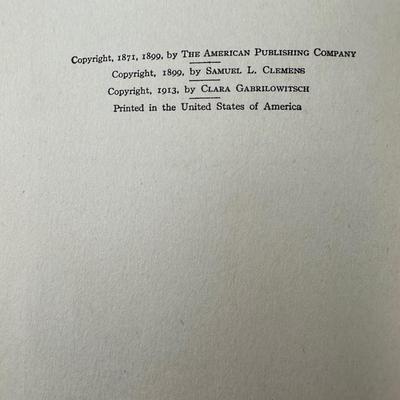 Copyright, 1871, 1899, by The American Publishing Company
Copyright, 1899, by Samuel L. Clemens
Copyright, 1913, by Clara Gabrilowitsch
Printed in the United States of America